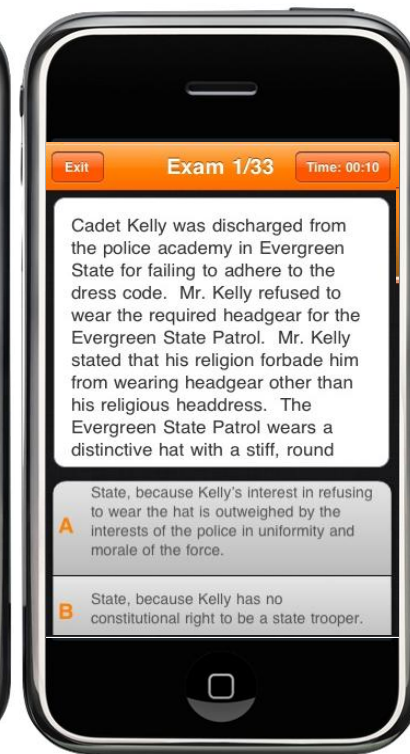 Exit
Exam 1/33
Time: 00:10
Cadet Kelly was discharged from
the police academy in Evergreen
State for failing to adhere to the
dress code.  Mr. Kelly refused to
wear the required headgear for the
Evergreen State Patrol.  Mr. Kelly
stated that his religion forbade him
from wearing headgear other than
his religious headdress.  The
Evergreen State Patrol wears a
distinctive hat with a stiff, round
A
State, because Kelly's interest in refusing
to wear the hat is outweighed by the
interests of the police in uniformity and
morale of the force.
B
State, because Kelly has no
constitutional right to be a state trooper.